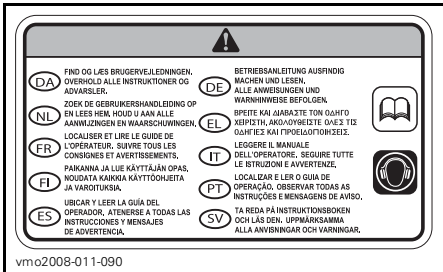 DA
FIND OG LÆS BRUGERVEJLEDNINGEN.
OVERHOLD ALLE INSTRUKTIONER OG
ADVARSLER.
NL
ZOEK DE GEBRUIKERSHANDLEIDING OP
EN LEES HEM, HOUD U AAN ALLE
AANWIJZINGEN EN WAARSCHUWINGEN.
FR
LOCALISER ET LIRE LE GUIDE DE
L'OPÉRATEUR. SUIVRE TOUS LES
CONSIGNES ET AVERTISSEMENTS.
FI
PAIKANNA JA LUE KÄYTTÄJÄN OPAS,
NOUDATA KAIKKIA KÄYTTÖOHJEITA
JA VAROITUKSIA.
ES
UBICAR Y LEER LA GUÍA DEL
OPERADOR, ATENERSE A TODAS LAS
INSTRUCCIONES Y MENSAJES
DE ADVERTENCIA.
DE
BETRIEBSANLEITUNG AUSFINDIG
MACHEN UND LESEN.
ALLE ANWEISUNGEN UND
WARNHINWEISE BEFOLGEN.
EL
ΒΡΕΙΤΕ ΚΑΙ ΔΙΑΒΑΣΤΕ ΤΟΝ ΟΔΗΓΟ
ΧΕΙΡΙΣΤΗ, ΑΚΟΛΟΥΘΕΙΣΤΕ ΟΛΕΣ ΤΙΣ
ΟΔΗΓΙΕΣ ΚΑΙ ΠΡΟΕΙΔΟΠΟΙΗΣΕΙΣ.
IT
LEGGERE IL MANUALE
DELL'OPERATORE, SEGUIRE TUTTE
LE ISTRUZIONI E AVVERTENZE.
PT
LOCALIZAR E LER O GUIA DE
OPERAÇÃO, OBSERVAR TODAS AS
INSTRUÇÕES E MENSAGENS DE AVISO.
SV
TA REDA PÅ INSTRUKTIONSBOKEN
OCH LÄS DEN. UPPMÄRKSAMMA
ALLA ANVISNINGAR OCH VARNINGAR.
vmo2008-011-090